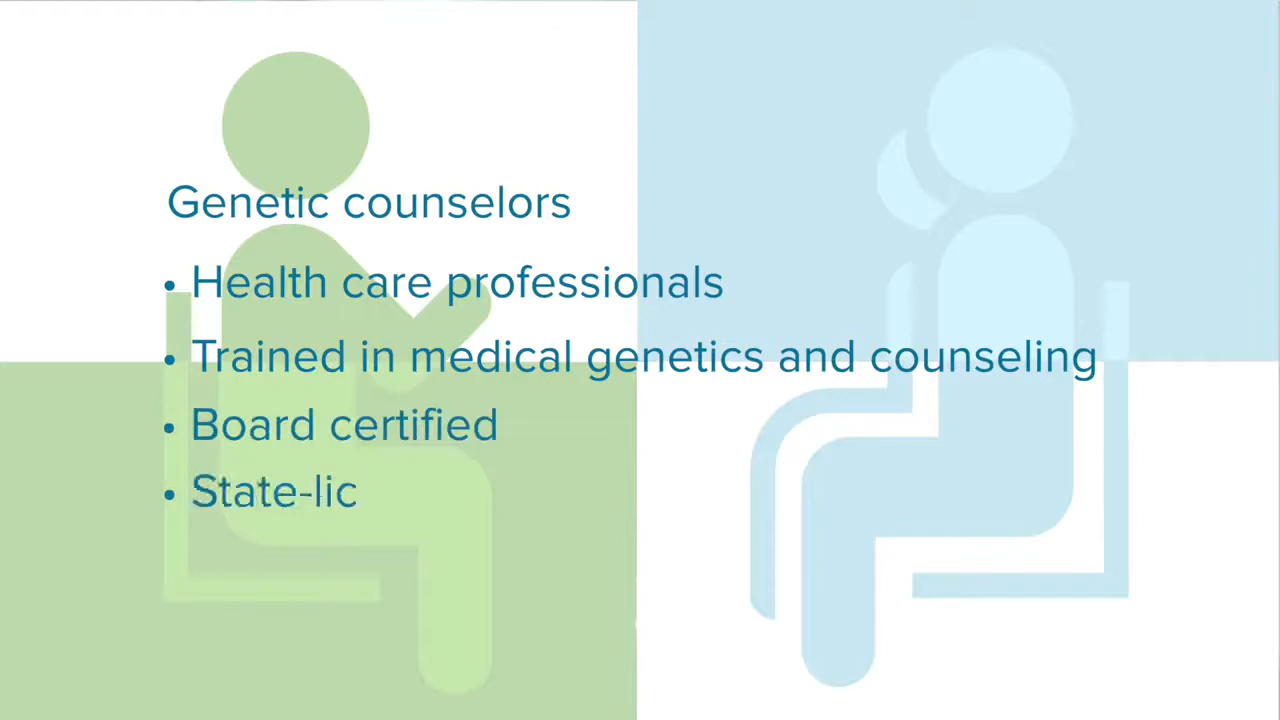 Genetic counselors
• Health care professionals
• Trained in medical genetics and counseling
• Board certified
• State-lic